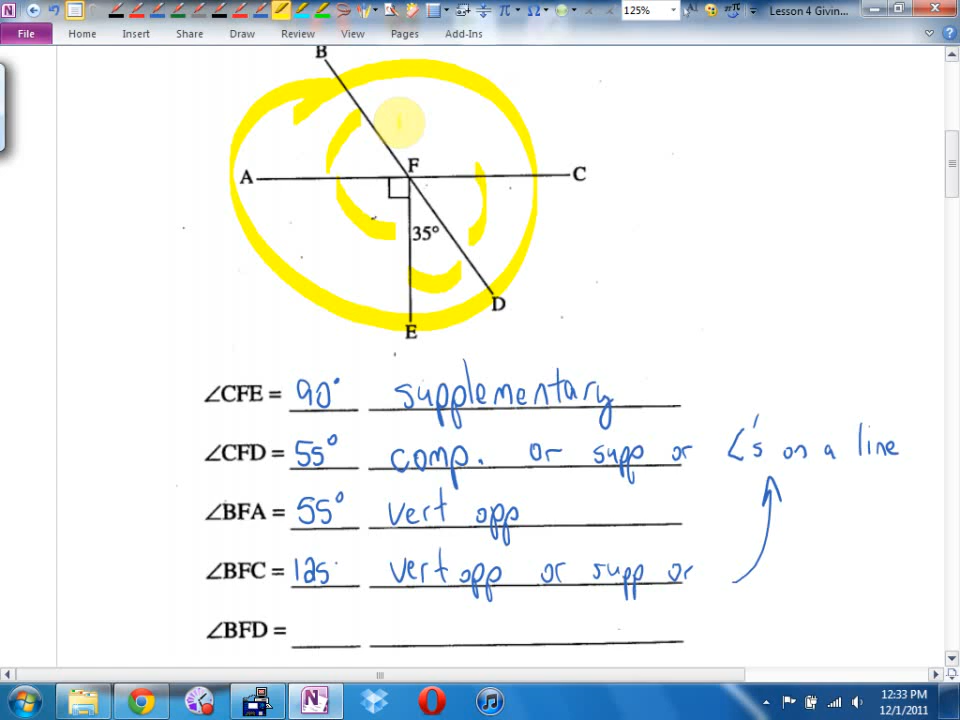 125% Lesson 4 Givin...
File Home Insert Share Draw Review View Pages Add-Ins
B
A F C
35°
D
E
∠CFE = 90° supplementary
∠CFD = 55° comp. or supp or ∠'s on a line
∠BFA = 55° vert opp
∠BFC = 125° vert opp or supp or
∠BFD =
12:33 PM
12/1/2011